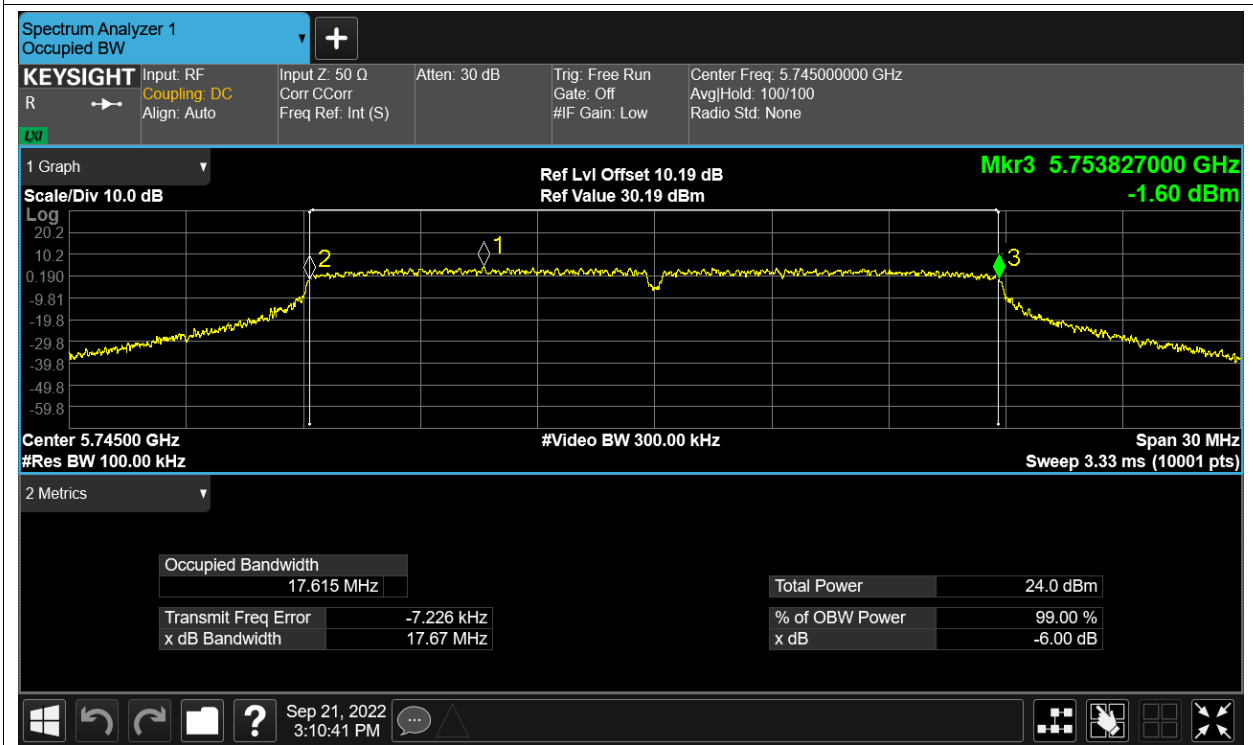 Spectrum Analyzer 1
Occupied BW
KEYSIGHT
R
LXI
Input: RF
Coupling: DC
Align: Auto
Input Z: 50 Ω
Corr CCorr
Freq Ref: Int (S)
Atten: 30 dB
Trig: Free Run
Gate: Off
#IF Gain: Low
Center Freq: 5.745000000 GHz
Avg|Hold: 100/100
Radio Std: None
1 Graph
Scale/Div 10.0 dB
Ref Lvl Offset 10.19 dB
Ref Value 30.19 dBm
Mkr3 5.753827000 GHz
-1.60 dBm
Log
20.2
10.2
0.190
-9.81
-19.8
-29.8
-39.8
-49.8
-59.8
2
1
3
Center 5.74500 GHz
#Video BW 300.00 kHz
Span 30 MHz
#Res BW 100.00 kHz
Sweep 3.33 ms (10001 pts)
2 Metrics
Occupied Bandwidth
17.615 MHz
Total Power 24.0 dBm
Transmit Freq Error -7.226 kHz
% of OBW Power 99.00 %
x dB Bandwidth 17.67 MHz
x dB -6.00 dB
?
Sep 21, 2022
3:10:41 PM